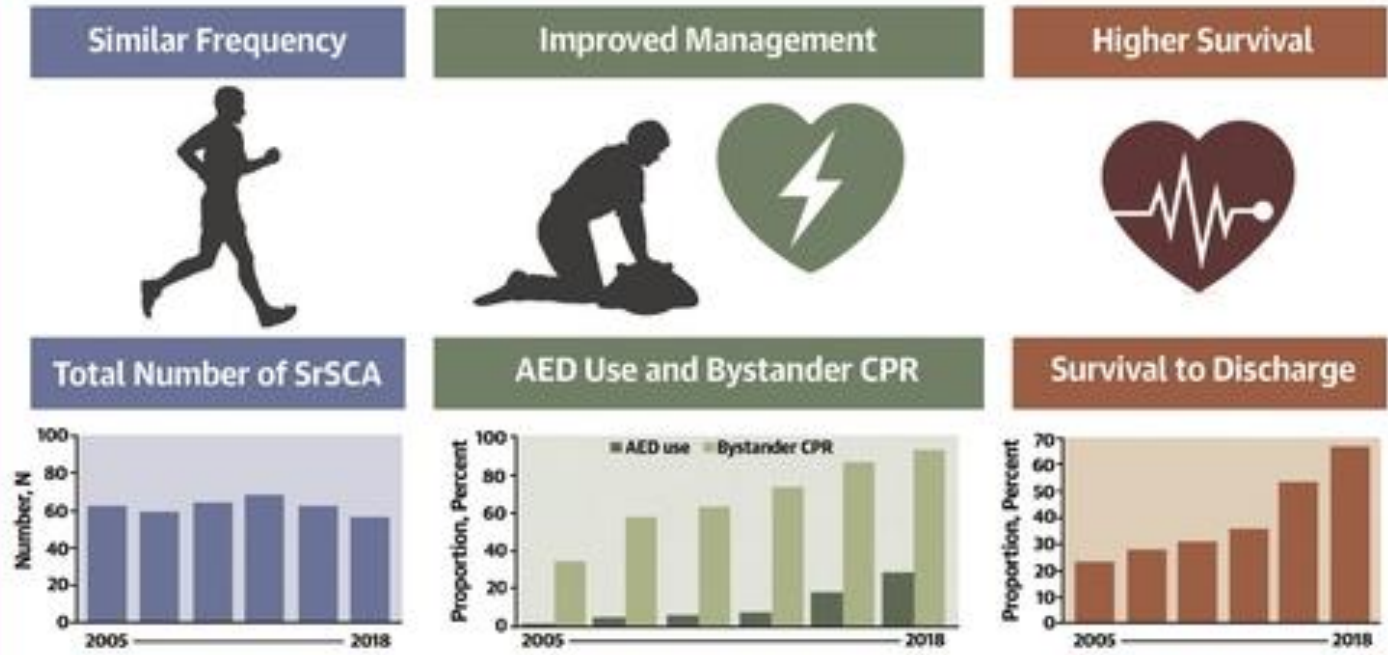 Similar Frequency
Improved Management
Higher Survival
Total Number of SrSCA
AED Use and Bystander CPR
Survival to Discharge
Number, N
100
80
60
40
20
0
2005
2018
Proportion, Percent
100
80
60
40
20
0
AED use
Bystander CPR
2005
2018
Proportion, Percent
70
60
50
40
30
20
10
0
2005
2018